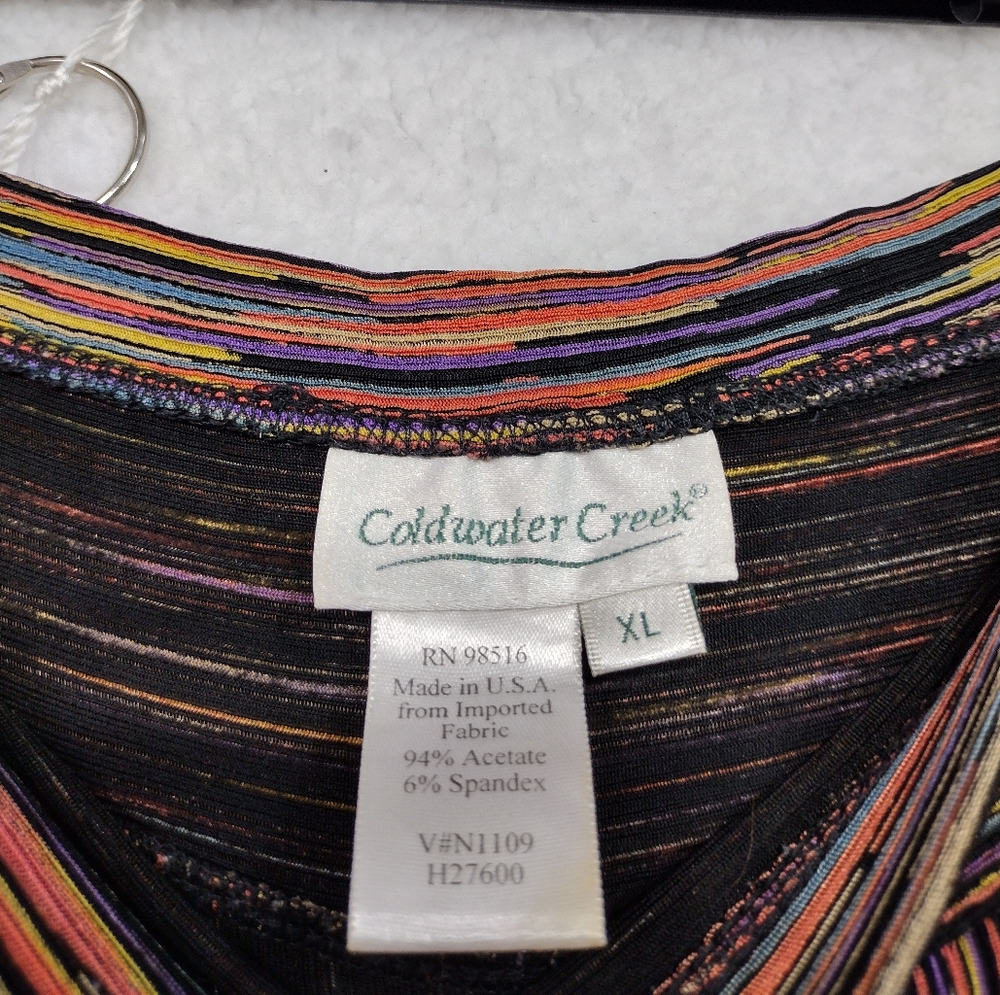 Coldwater Creek®
XL
RN 98516
Made in U.S.A.
from Imported
Fabric
94% Acetate
6% Spandex
V#N1109
H27600